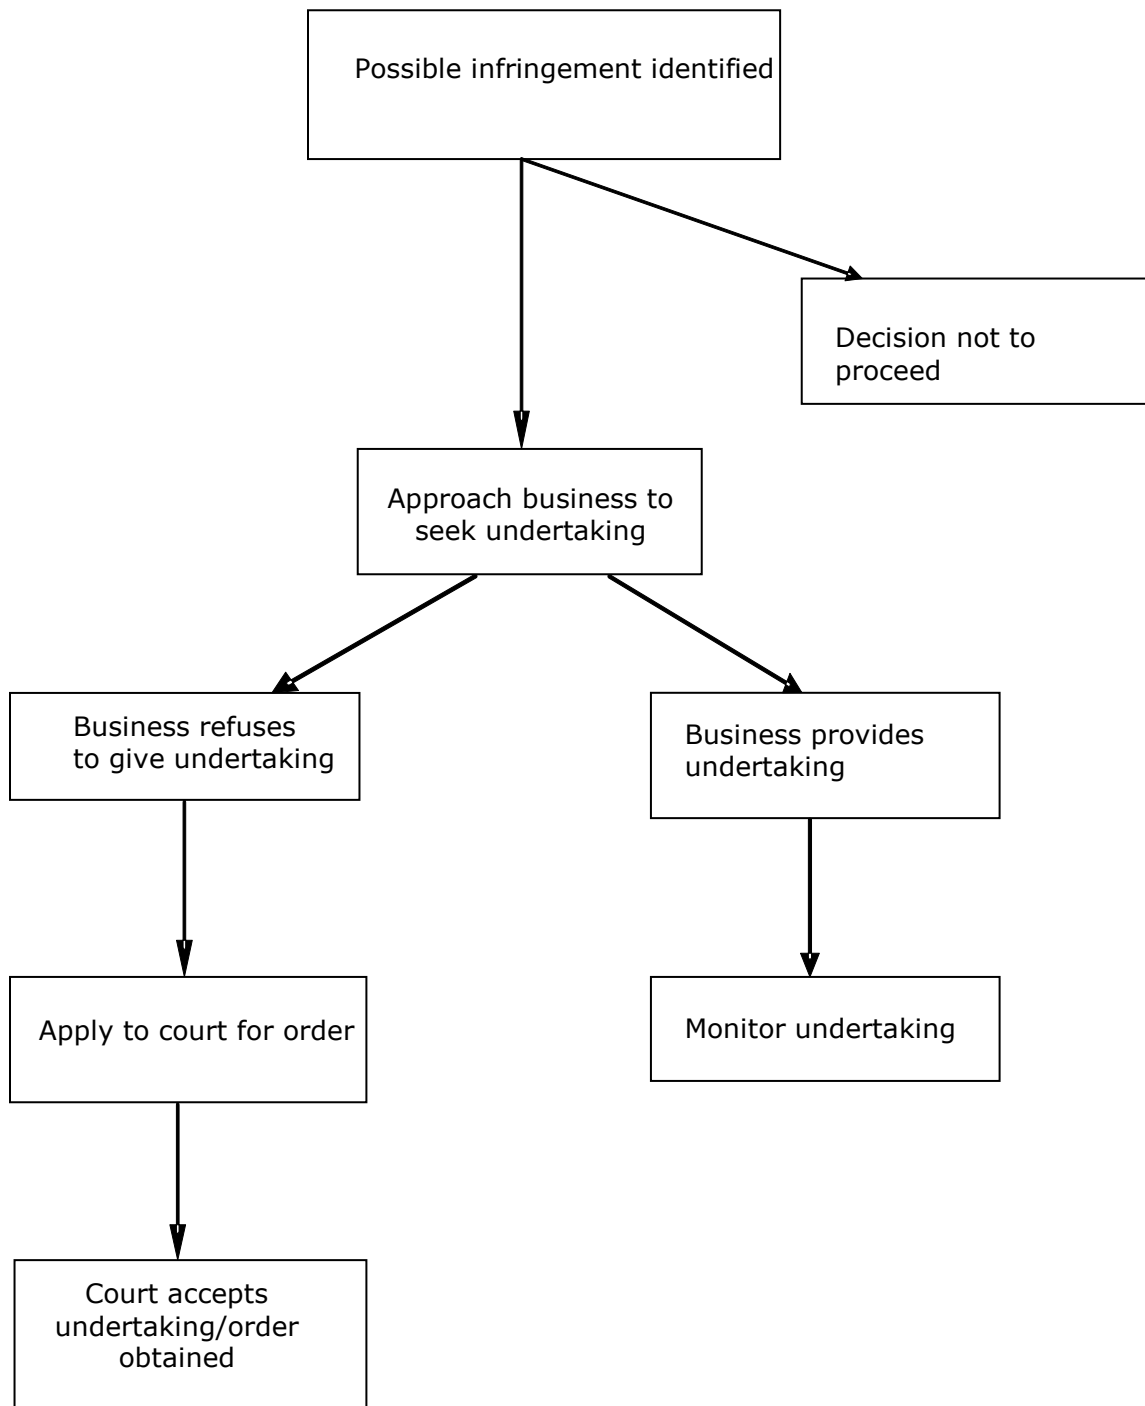 Possible infringement identified
Decision not to
proceed
Approach business to
seek undertaking
Business refuses
to give undertaking
Business provides
undertaking
Apply to court for order
Monitor undertaking
Court accepts
undertaking/order
obtained